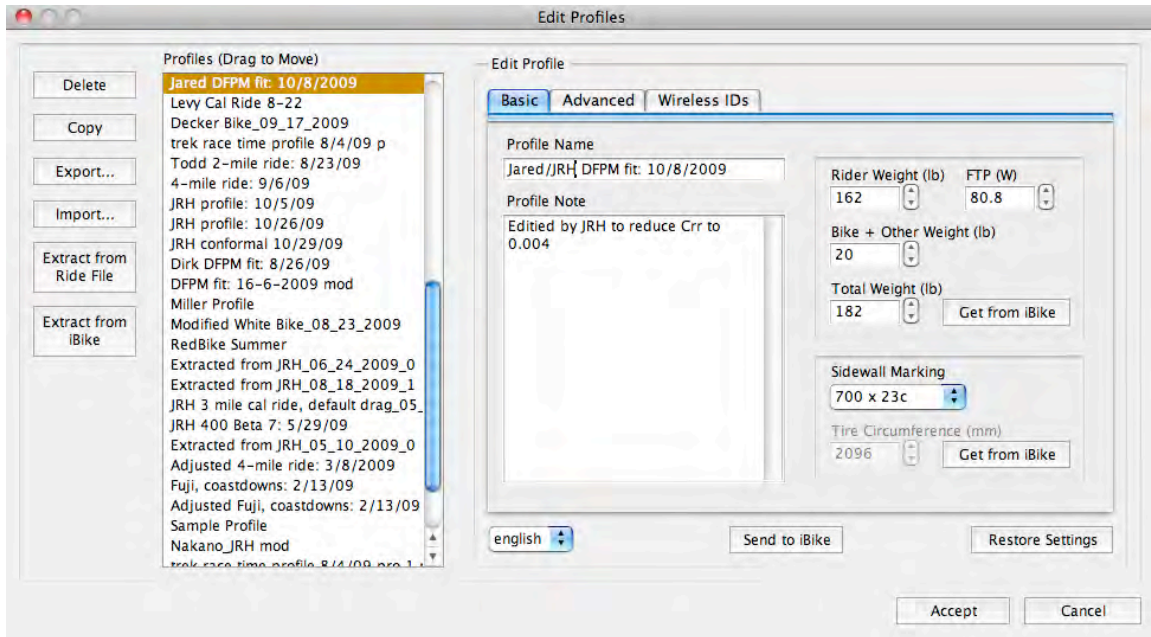 Edit Profiles
Delete
Copy
Export...
Import...
Extract from
Ride File
Extract from
iBike
Profiles (Drag to Move)
Jared DFPM fit: 10/8/2009
Levy Cal Ride 8-22
Decker Bike_09_17_2009
trek race time profile 8/4/09 p
Todd 2-mile ride: 8/23/09
4-mile ride: 9/6/09
JRH profile: 10/5/09
JRH profile: 10/26/09
JRH conformal 10/29/09
Dirk DFPM fit: 8/26/09
DFPM fit: 16-6-2009 mod
Miller Profile
Modified White Bike_08_23_2009
RedBike Summer
Extracted from JRH_06_24_2009_0
Extracted from JRH_08_18_2009_1
JRH 3 mile cal ride, default drag_05_
JRH 400 Beta 7: 5/29/09
Extracted from JRH_05_10_2009_0
Adjusted 4-mile ride: 3/8/2009
Fuji, coastdowns: 2/13/09
Adjusted Fuji, coastdowns: 2/13/09
Sample Profile
Nakano_JRH mod
trek race time profile 8/4/09 pro 1
Edit Profile
Basic Advanced Wireless IDs
Profile Name
Jared/JRH DFPM fit: 10/8/2009
Profile Note
Editied by JRH to reduce Crr to
0.004
Rider Weight (lb) FTP (W)
162 80.8
Bike + Other Weight (lb)
20
Total Weight (lb)
182 Get from iBike
Sidewall Marking
700 x 23c
Tire Circumference (mm)
2096 Get from iBike
english Send to iBike Restore Settings
Accept Cancel